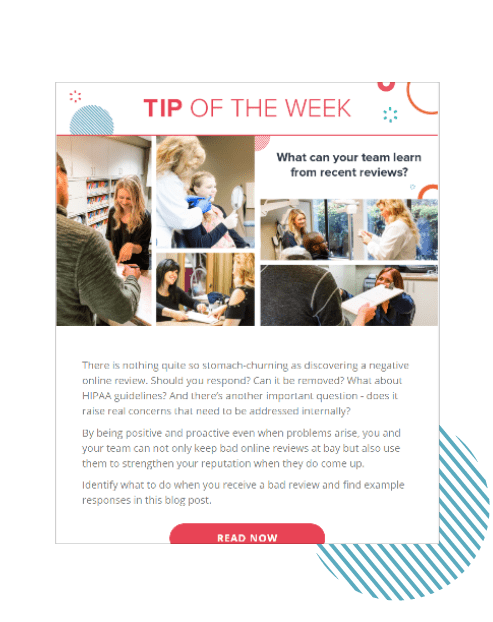 TIP OF THE WEEK
What can your team learn
from recent reviews?
There is nothing quite so stomach-churning as discovering a negative
online review. Should you respond? Can it be removed? What about
HIPAA guidelines? And there's another important question - does it
raise real concerns that need to be addressed internally?
By being positive and proactive even when problems arise, you and
your team can not only keep bad online reviews at bay but also use
them to strengthen your reputation when they do come up.
Identify what to do when you receive a bad review and find example
responses in this blog post.
READ NOW